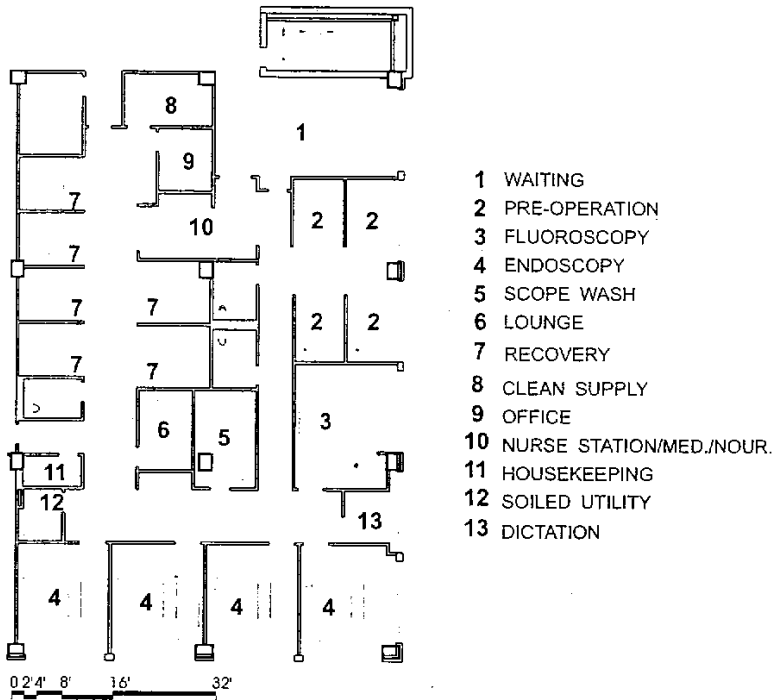 8
1
9
7
10
2
2
7
7
7
2
2
7
7
6
5
3
11
12
13
4
4
4
4
0 2' 4' 8' 16' 32'
1 WAITING
2 PRE-OPERATION
3 FLUOROSCOPY
4 ENDOSCOPY
5 SCOPE WASH
6 LOUNGE
7 RECOVERY
8 CLEAN SUPPLY
9 OFFICE
10 NURSE STATION/MED./NOUR.
11 HOUSEKEEPING
12 SOILED UTILITY
13 DICTATION